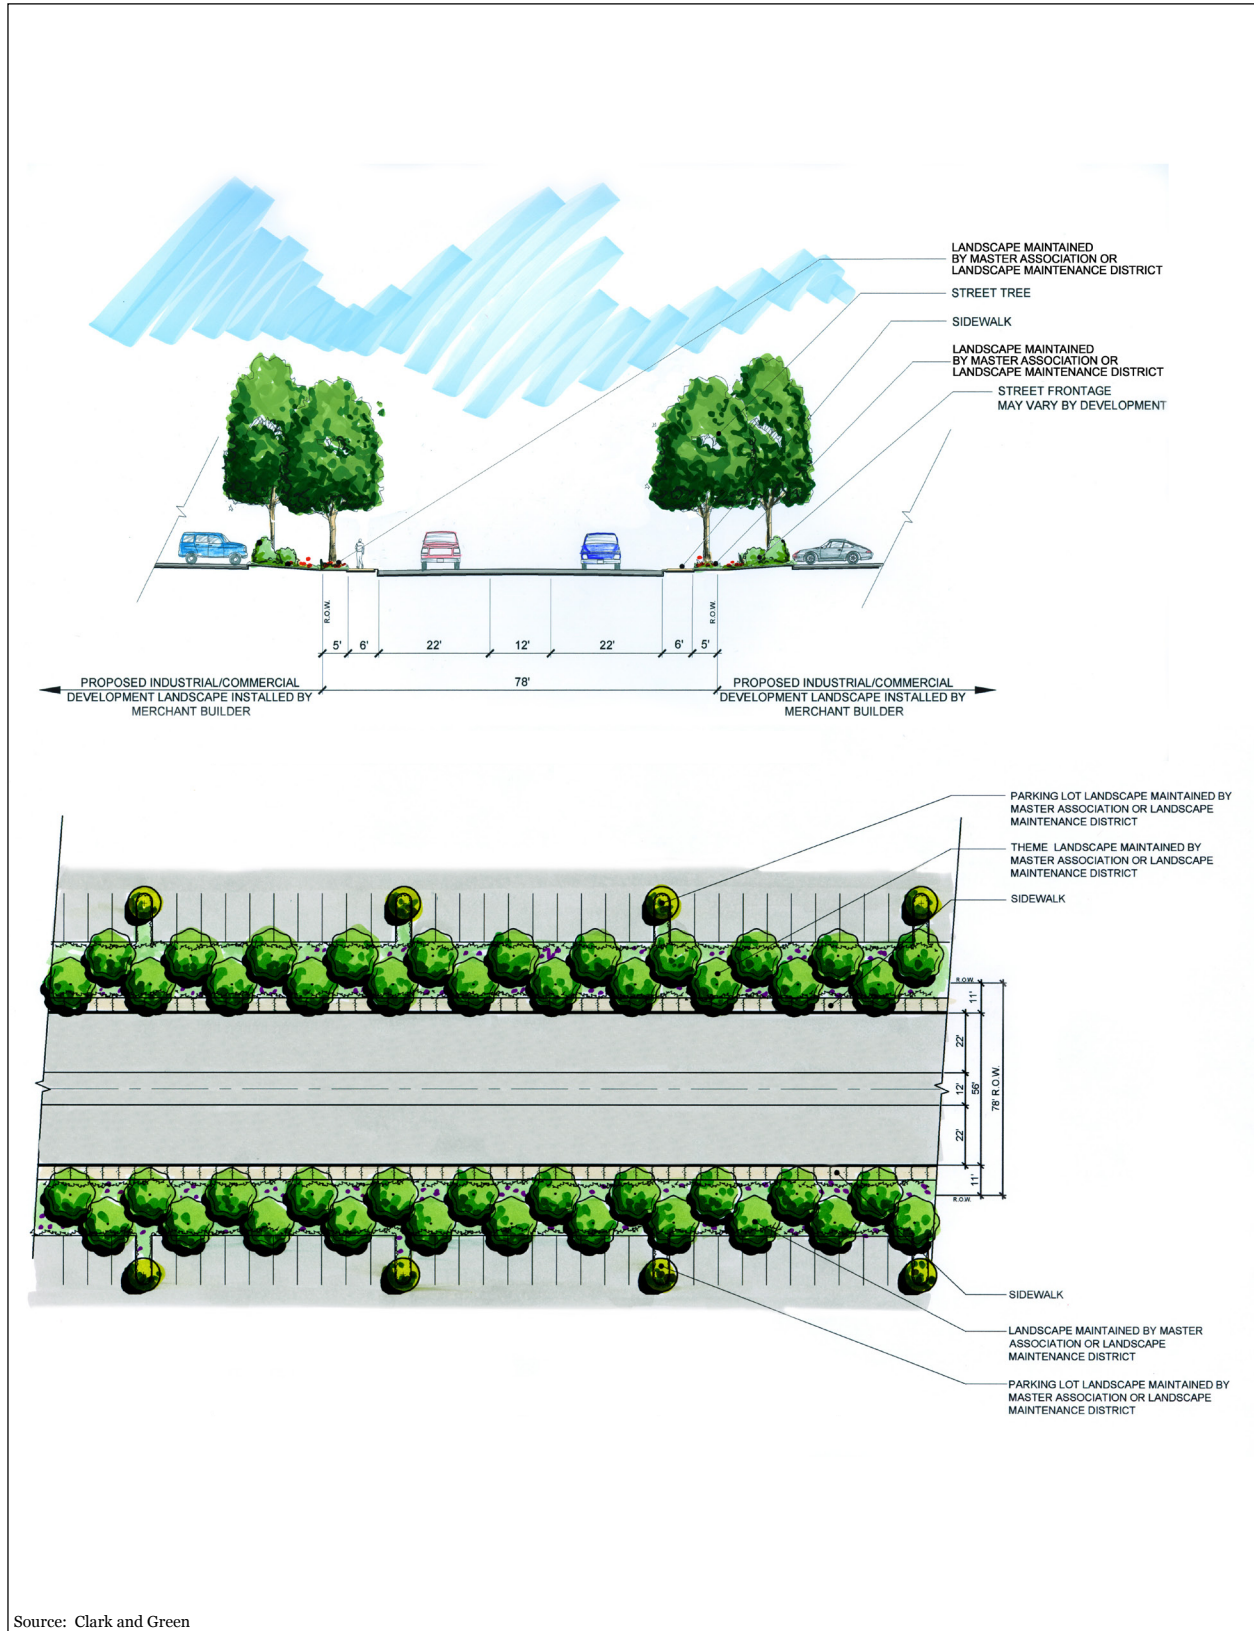 LANDSCAPE MAINTAINED
BY MASTER ASSOCIATION OR
LANDSCAPE MAINTENANCE DISTRICT
STREET TREE
SIDEWALK
LANDSCAPE MAINTAINED
BY MASTER ASSOCIATION OR
LANDSCAPE MAINTENANCE DISTRICT
STREET FRONTAGE
MAY VARY BY DEVELOPMENT
R.O.W.
R.O.W.
5'
6'
22'
12'
22'
6'
5'
78'
PROPOSED INDUSTRIAL/COMMERCIAL
DEVELOPMENT LANDSCAPE INSTALLED BY
MERCHANT BUILDER
PROPOSED INDUSTRIAL/COMMERCIAL
DEVELOPMENT LANDSCAPE INSTALLED BY
MERCHANT BUILDER
PARKING LOT LANDSCAPE MAINTAINED BY
MASTER ASSOCIATION OR LANDSCAPE
MAINTENANCE DISTRICT
THEME LANDSCAPE MAINTAINED BY
MASTER ASSOCIATION OR LANDSCAPE
MAINTENANCE DISTRICT
SIDEWALK
R.O.W.
11'
22'
12'
56'
78' R.O.W.
22'
11'
R.O.W.
SIDEWALK
LANDSCAPE MAINTAINED BY MASTER
ASSOCIATION OR LANDSCAPE
MAINTENANCE DISTRICT
PARKING LOT LANDSCAPE MAINTAINED BY
MASTER ASSOCIATION OR LANDSCAPE
MAINTENANCE DISTRICT
Source: Clark and Green